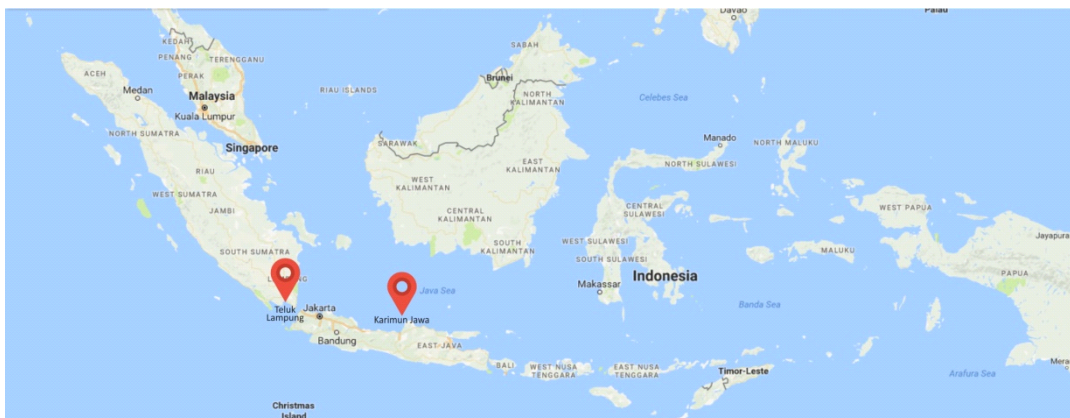 Davao
Palau
KEDAH
PENANG
TERENGGANU
PERAK
Malaysia
Kuala Lumpur
ACEH
Medan
NORTH SUMATRA
RIAU ISLANDS
SABAH
Brunei
NORTH
KALIMANTAN
Celebes Sea
Singapore
SARAWAK
RIAU
WEST SUMATRA
JAMBI
WEST
KALIMANTAN
EAST
KALIMANTAN
Manado
NORTH SULAWESI
NORTH MALUKU
CENTRAL
KALIMANTAN
CENTRAL
SULAWESI
WEST PAPUA
SOUTH SUMATRA
SOUTH
KALIMANTAN
WEST SULAWESI
SOUTH SULAWESI
MALUKU
Jayapura
PAPUA
Indonesia
Makassar
Java Sea
Banda Sea
Teluk
Lampung
Jakarta
Karimun Jawa
Bandung
EAST JAVA
BALI
WEST NUSA
TENGGARA
EAST NUSA
TENGGARA
Timor-Leste
Arafura Sea
Christmas
Island